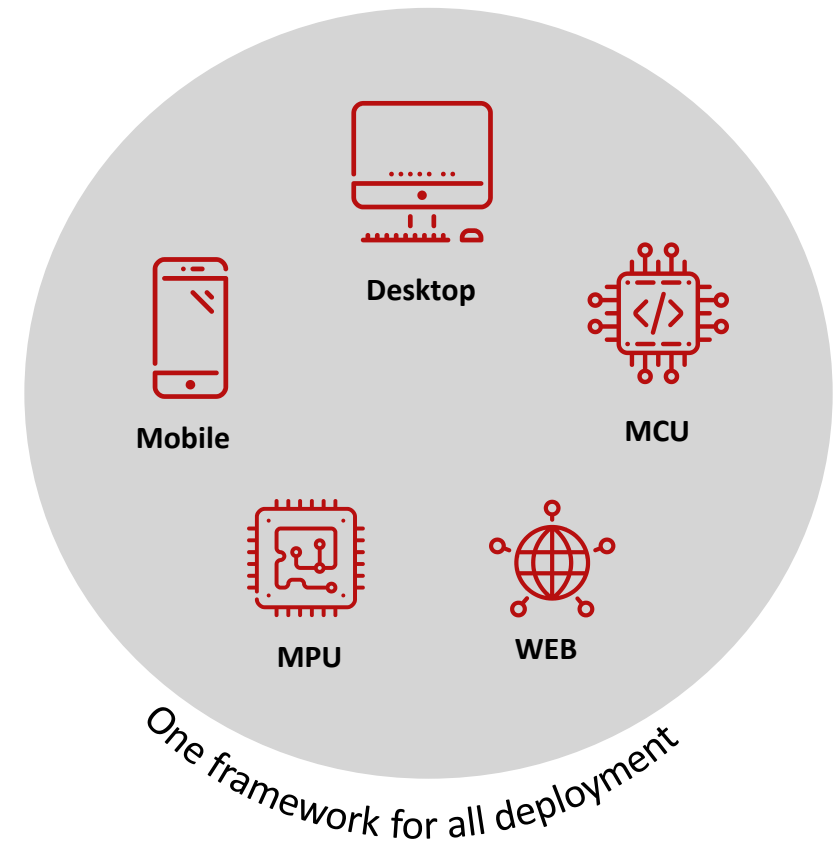 Desktop
Mobile
MCU
</>
MPU
WEB
One framework for all deployment